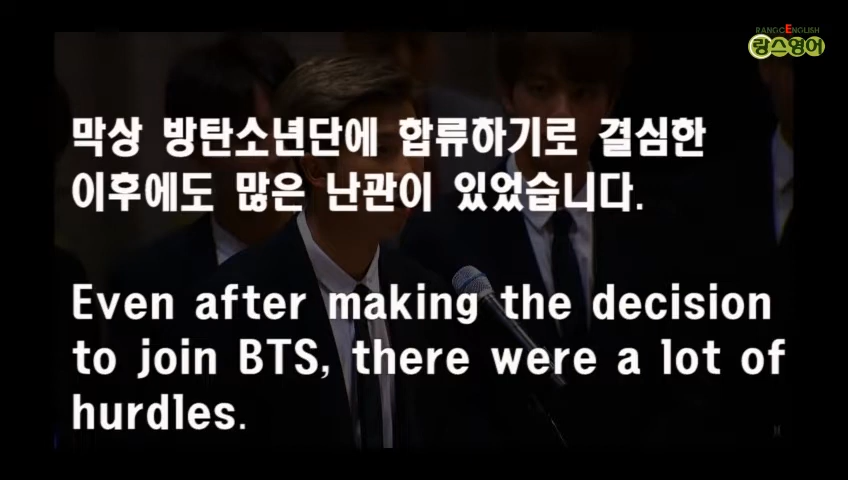 RANGC ENGLISH
랑스영어
막상 방탄소년단에 합류하기로 결심한
이후에도 많은 난관이 있었습니다.
Even after making the decision
to join BTS, there were a lot of
hurdles.